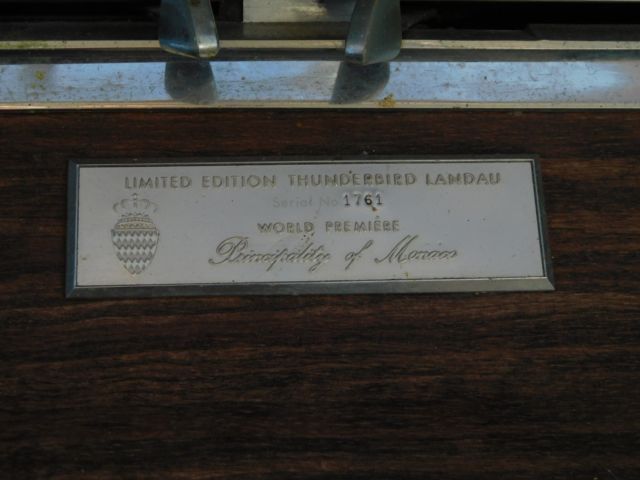 LIMITED EDITION THUNDERBIRD LANDAU
Serial No 1761
WORLD PREMIÈRE
Principality of Monaco